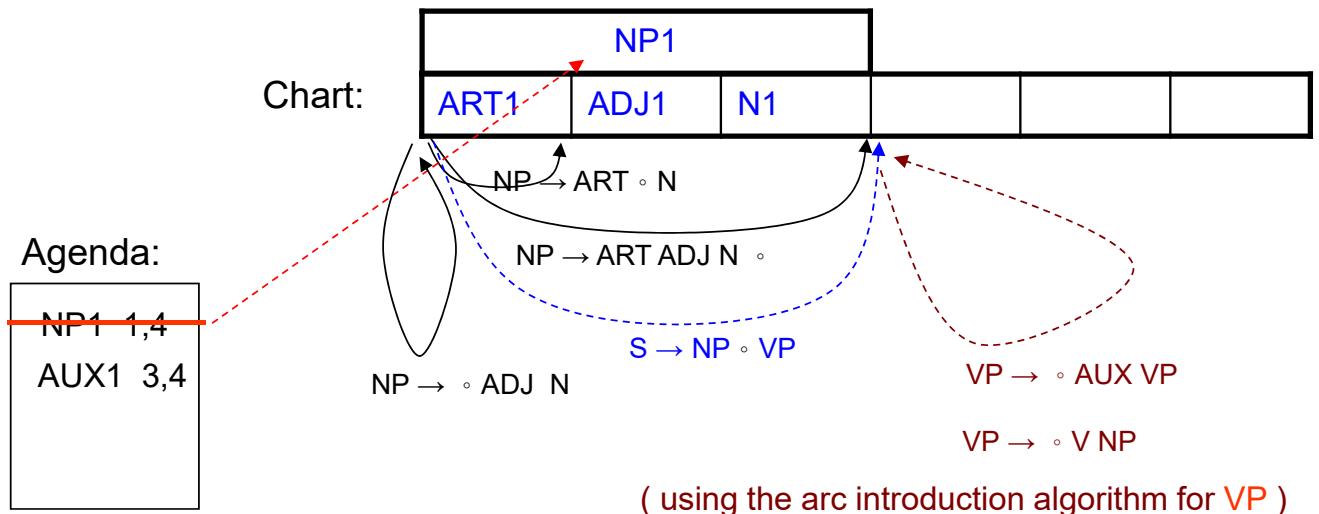 NP1
Chart:
ART1 ADJ1 N1
NP → ART ◦ N
NP → ART ADJ N ◦
Agenda:
NP1 1,4
AUX1 3,4
S → NP ◦ VP
NP → ◦ ADJ N
VP → ◦ AUX VP
VP → ◦ V NP
( using the arc introduction algorithm for VP )